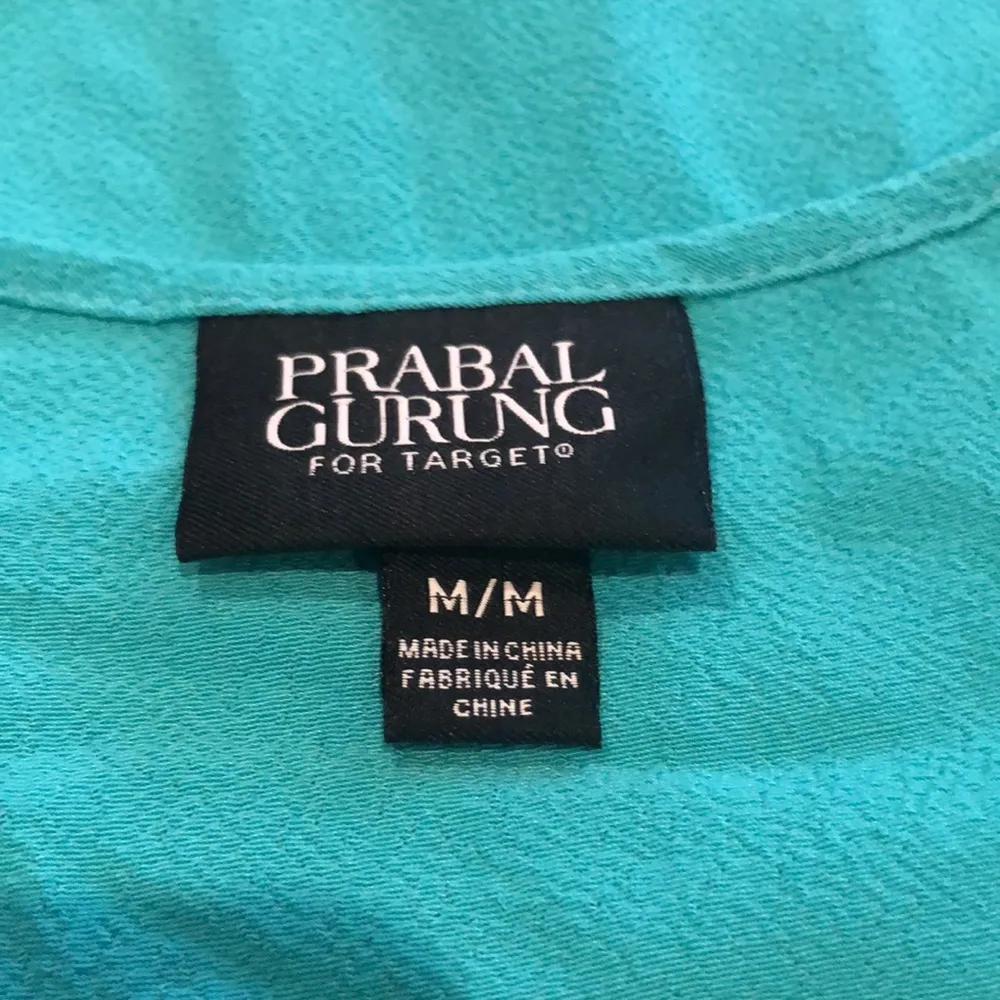 PRABAL
GURUNG
FOR TARGET®
M/M
MADE IN CHINA
FABRIQUÉ EN
CHINE